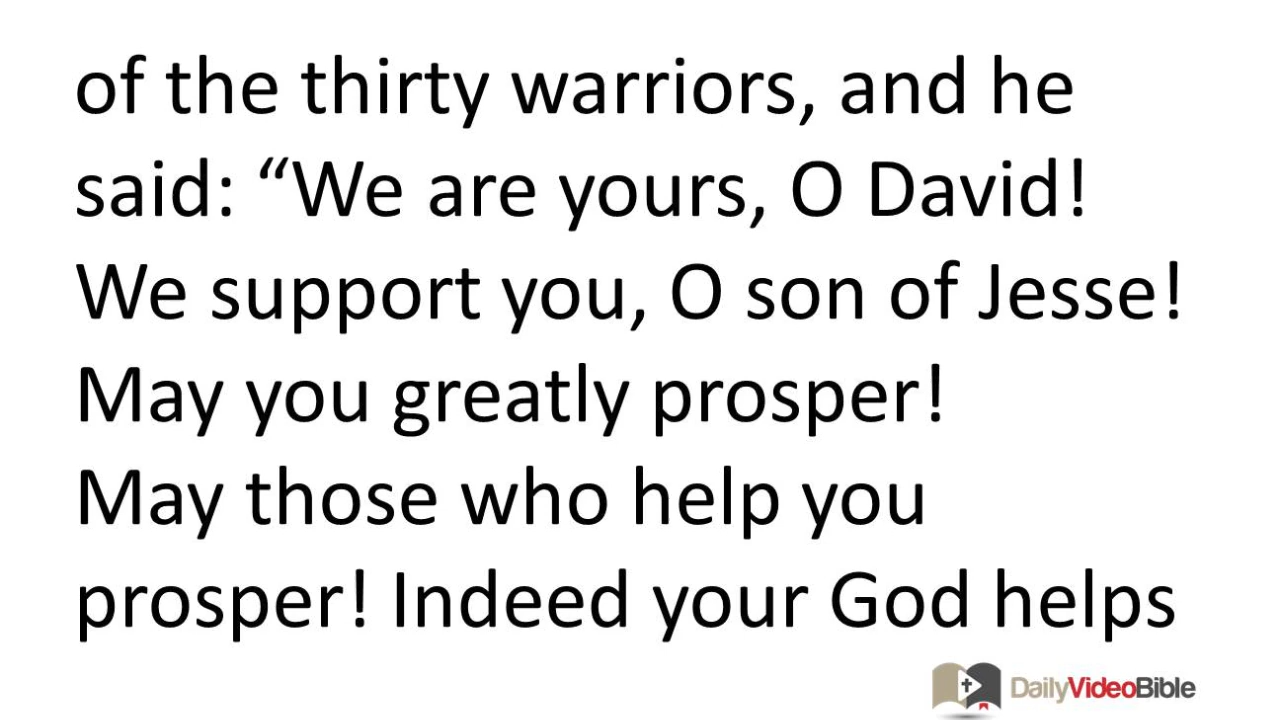 of the thirty warriors, and he
said: “We are yours, O David!
We support you, O son of Jesse!
May you greatly prosper!
May those who help you
prosper! Indeed your God helps
DailyVideoBible